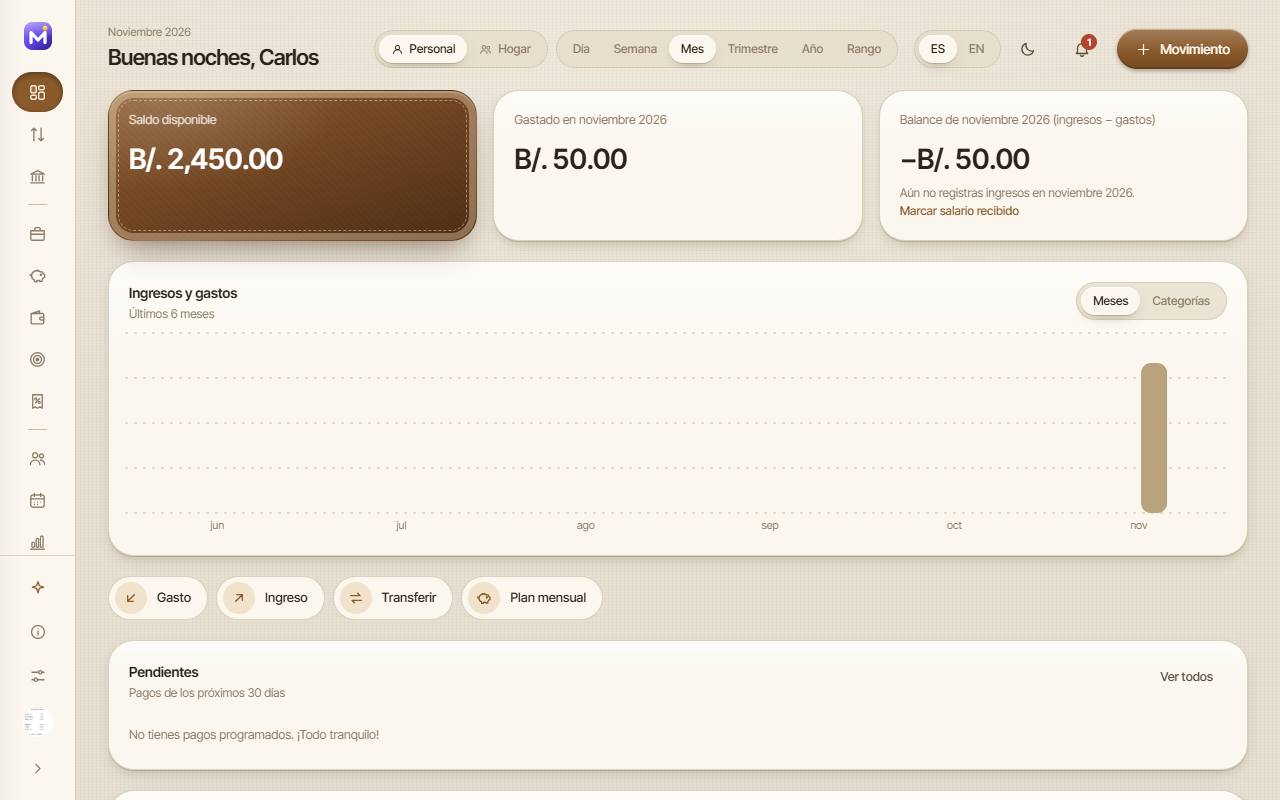 Noviembre 2026
Buenas noches, Carlos
Personal
Hogar
Día
Semana
Mes
Trimestre
Año
Rango
ES
EN
1
Movimiento
Saldo disponible
B/. 2,450.00
Gastado en noviembre 2026
B/. 50.00
Balance de noviembre 2026 (ingresos – gastos)
–B/. 50.00
Aún no registras ingresos en noviembre 2026.
Marcar salario recibido
Ingresos y gastos
Últimos 6 meses
Meses
Categorías
jun
jul
ago
sep
oct
nov
Gasto
Ingreso
Transferir
Plan mensual
Pendientes
Pagos de los próximos 30 días
Ver todos
No tienes pagos programados. ¡Todo tranquilo!